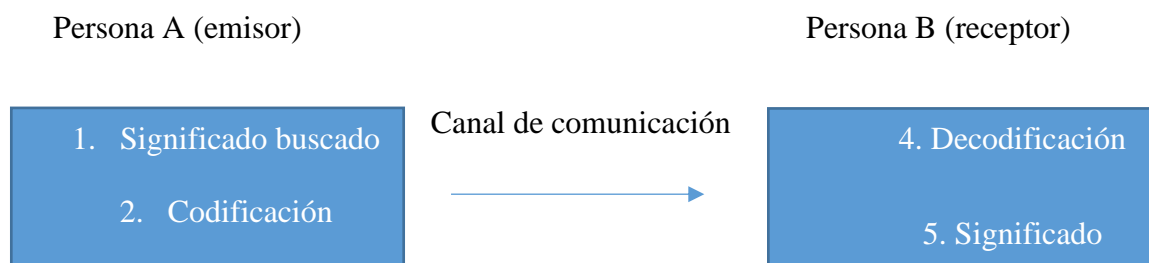 Persona A (emisor)
Persona B (receptor)
1. Significado buscado
2. Codificación
Canal de comunicación
4. Decodificación
5. Significado